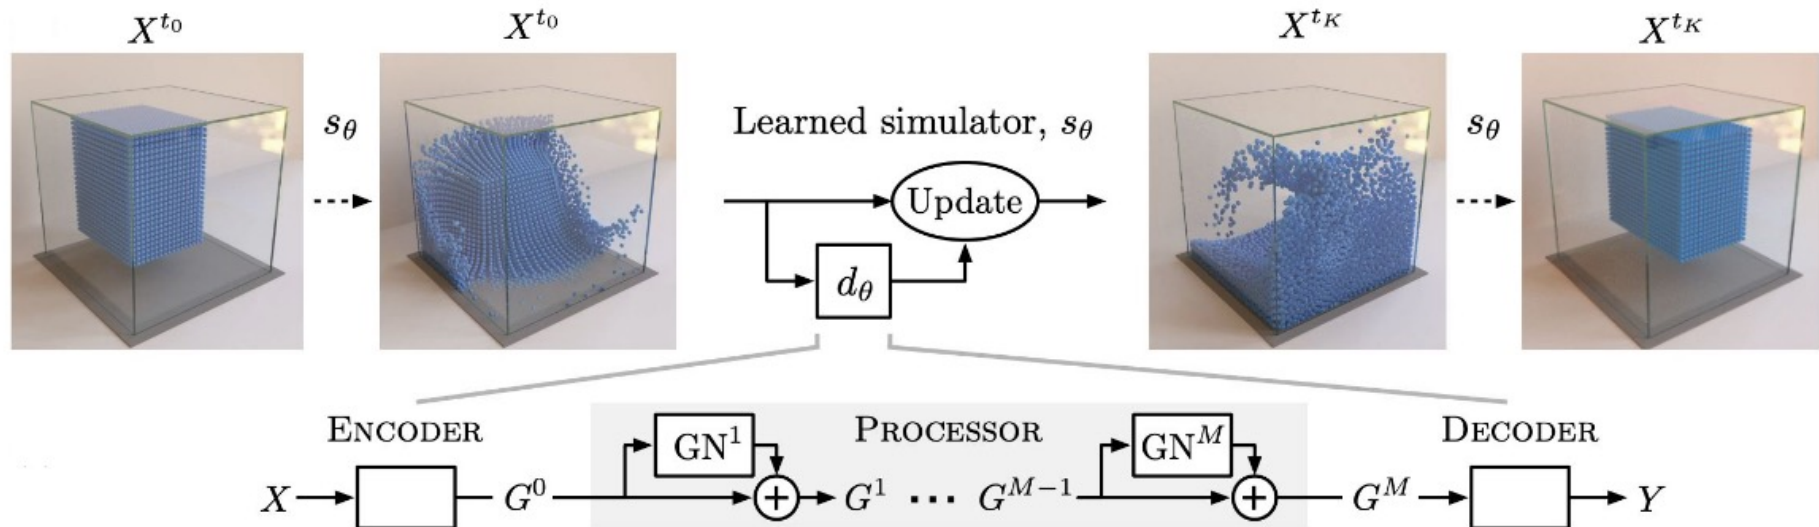 X^{t_0} X^{t_0} X^{t_K} X^{t_K}
s_θ Learned simulator, s_θ s_θ
Update
d_θ
ENCODER PROCESSOR DECODER
GN^1 GN^M
X G^0 + G^1 ··· G^{M−1} + G^M Y